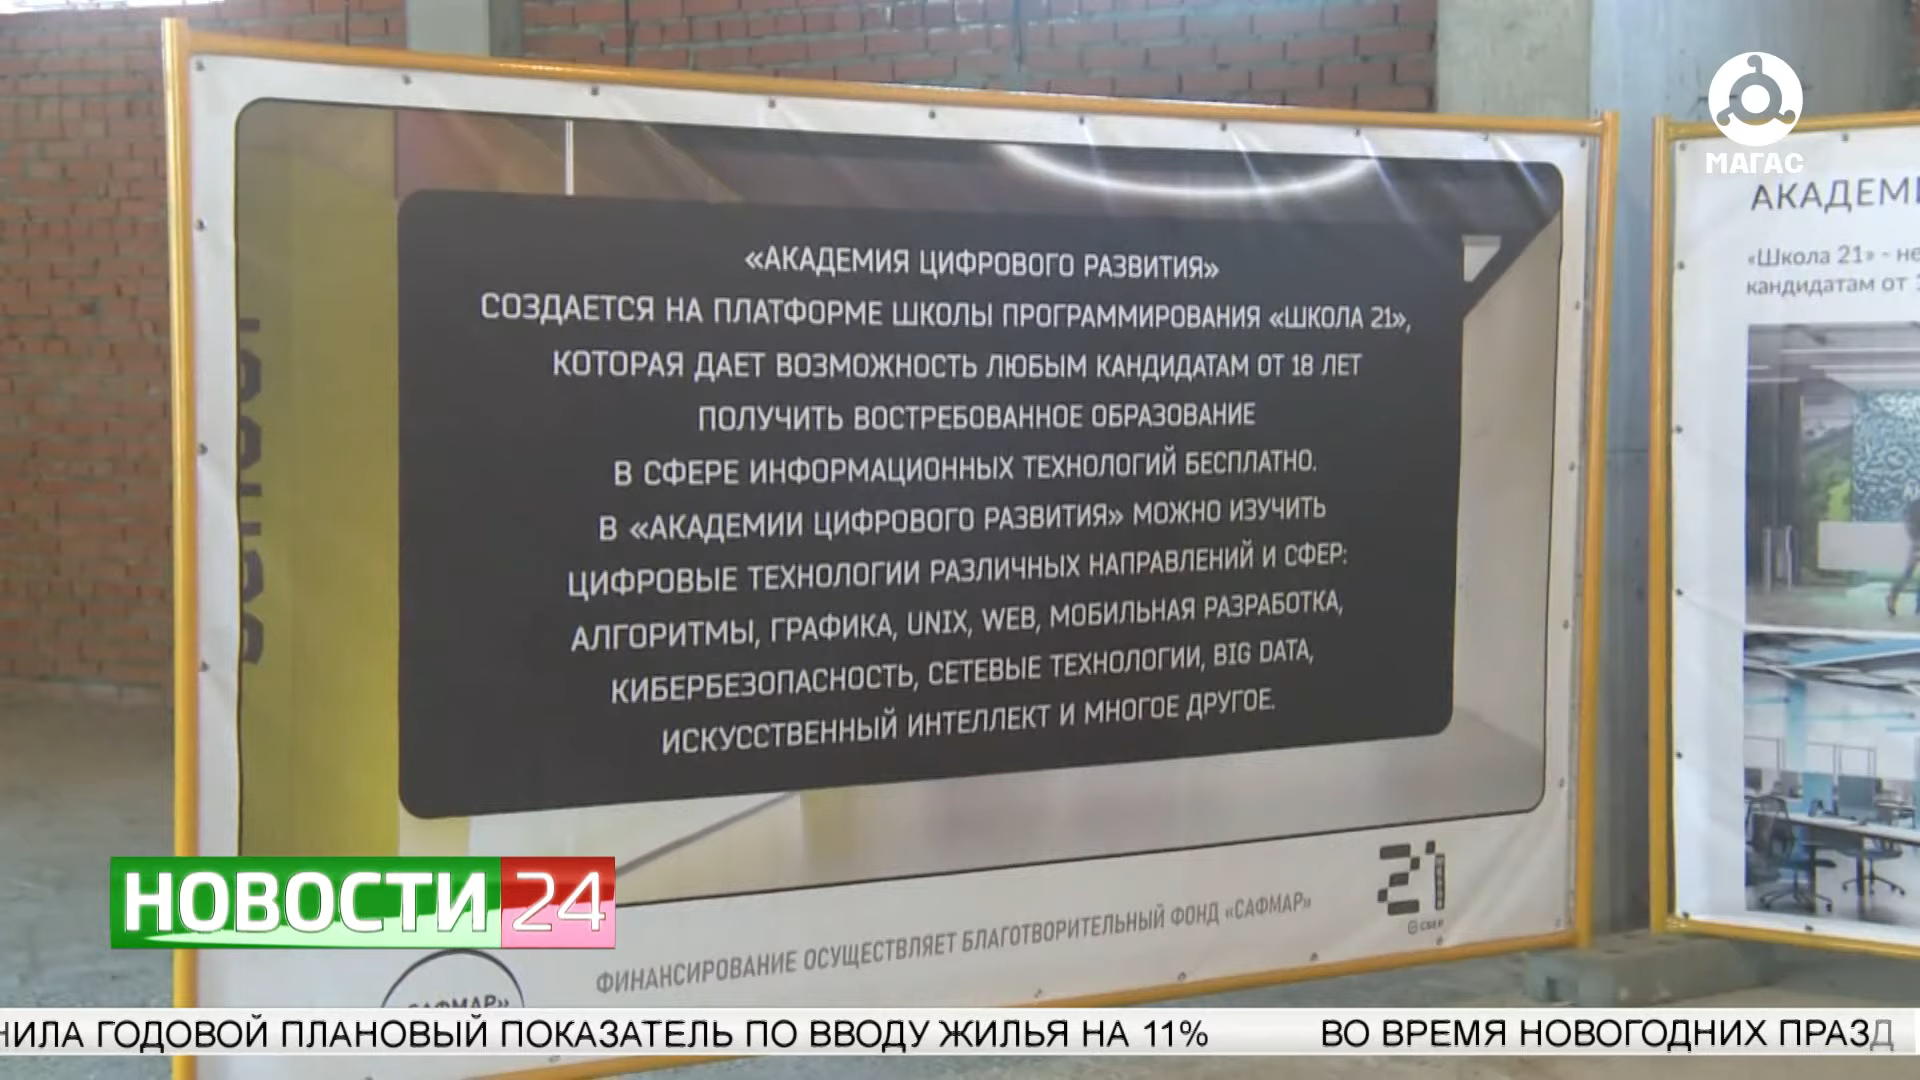 МАГАС
«АКАДЕМИЯ ЦИФРОВОГО РАЗВИТИЯ»
СОЗДАЕТСЯ НА ПЛАТФОРМЕ ШКОЛЫ ПРОГРАММИРОВАНИЯ «ШКОЛА 21»,
КОТОРАЯ ДАЕТ ВОЗМОЖНОСТЬ ЛЮБЫМ КАНДИДАТАМ ОТ 18 ЛЕТ
ПОЛУЧИТЬ ВОСТРЕБОВАННОЕ ОБРАЗОВАНИЕ
В СФЕРЕ ИНФОРМАЦИОННЫХ ТЕХНОЛОГИЙ БЕСПЛАТНО.
В «АКАДЕМИИ ЦИФРОВОГО РАЗВИТИЯ» МОЖНО ИЗУЧИТЬ
ЦИФРОВЫЕ ТЕХНОЛОГИИ РАЗЛИЧНЫХ НАПРАВЛЕНИЙ И СФЕР:
АЛГОРИТМЫ, ГРАФИКА, UNIX, WEB, МОБИЛЬНАЯ РАЗРАБОТКА,
КИБЕРБЕЗОПАСНОСТЬ, СЕТЕВЫЕ ТЕХНОЛОГИИ, BIG DATA,
ИСКУССТВЕННЫЙ ИНТЕЛЛЕКТ И МНОГОЕ ДРУГОЕ.
ФИНАНСИРОВАНИЕ ОСУЩЕСТВЛЯЕТ БЛАГОТВОРИТЕЛЬНЫЙ ФОНД «САФМАР»
21
СБЕР
САФМАР»
АКАДЕМИ
«Школа 21» - не
кандидатам от 1
НОВОСТИ 24
НИЛА ГОДОВОЙ ПЛАНОВЫЙ ПОКАЗАТЕЛЬ ПО ВВОДУ ЖИЛЬЯ НА 11% ВО ВРЕМЯ НОВОГОДНИХ ПРАЗД